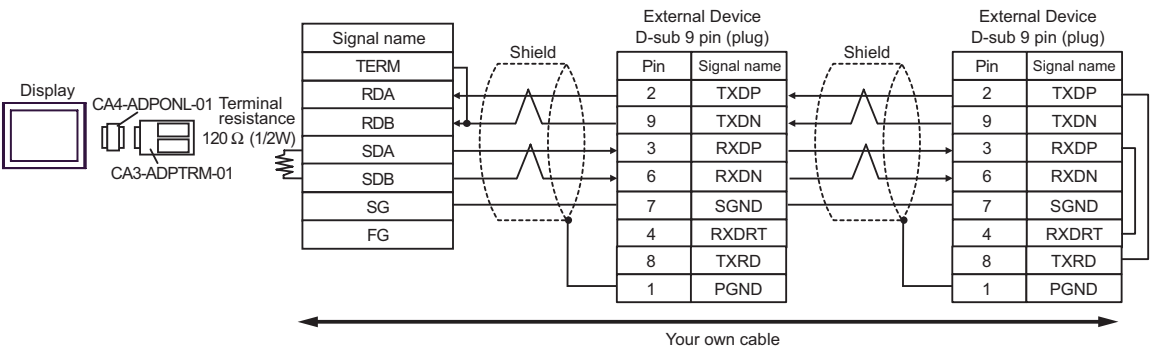 Display
CA4-ADPONL-01
CA3-ADPTRM-01
Terminal
resistance
120 Ω (1/2W)
Signal name
TERM
RDA
RDB
SDA
SDB
SG
FG
Shield
External Device
D-sub 9 pin (plug)
Pin Signal name
2 TXDP
9 TXDN
3 RXDP
6 RXDN
7 SGND
4 RXDRT
8 TXRD
1 PGND
Shield
External Device
D-sub 9 pin (plug)
Pin Signal name
2 TXDP
9 TXDN
3 RXDP
6 RXDN
7 SGND
4 RXDRT
8 TXRD
1 PGND
Your own cable